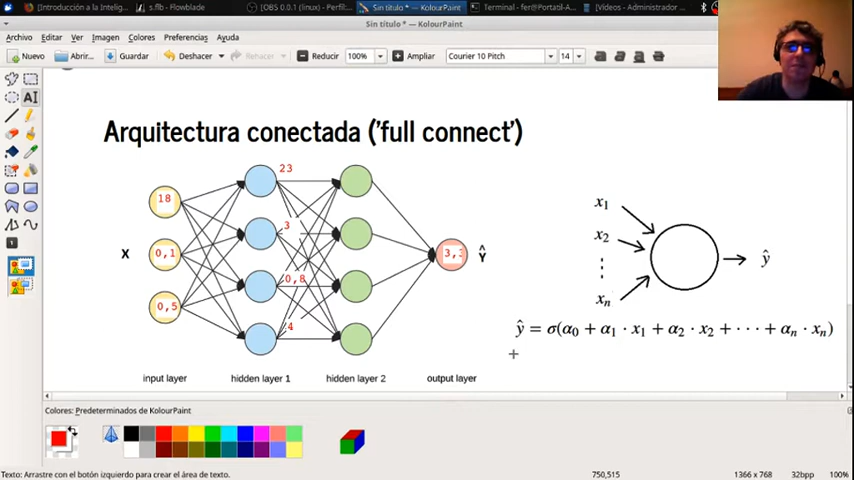 (Introducción a la Intelig...
s.flb - Flowblade
[OBS 0.0.1 (linux) - Perfil:
Sin título * — KolourPaint
Terminal - fer@Portatil-A...
[Vídeos - Administrador ...
Sin título * — KolourPaint
Archivo Editar Ver Imagen Colores Preferencias Ayuda
Nuevo Abri... Guardar Deshacer Rehacer Reducir 100% Ampliar Courier 10 Pitch 14
Arquitectura conectada ('full connect')
18
0,1
0,5
X
23
3
0,8
4
3,
Ŷ
input layer
hidden layer 1
hidden layer 2
output layer
x₁
x₂
⋮
xₙ
ŷ
ŷ = σ(α₀ + α₁ · x₁ + α₂ · x₂ + · · · + αₙ · xₙ)
Colores: Predeterminados de KolourPaint
Texto: Arrastre con el botón izquierdo para crear el área de texto.
750,515
1366 x 768
32bpp
100%